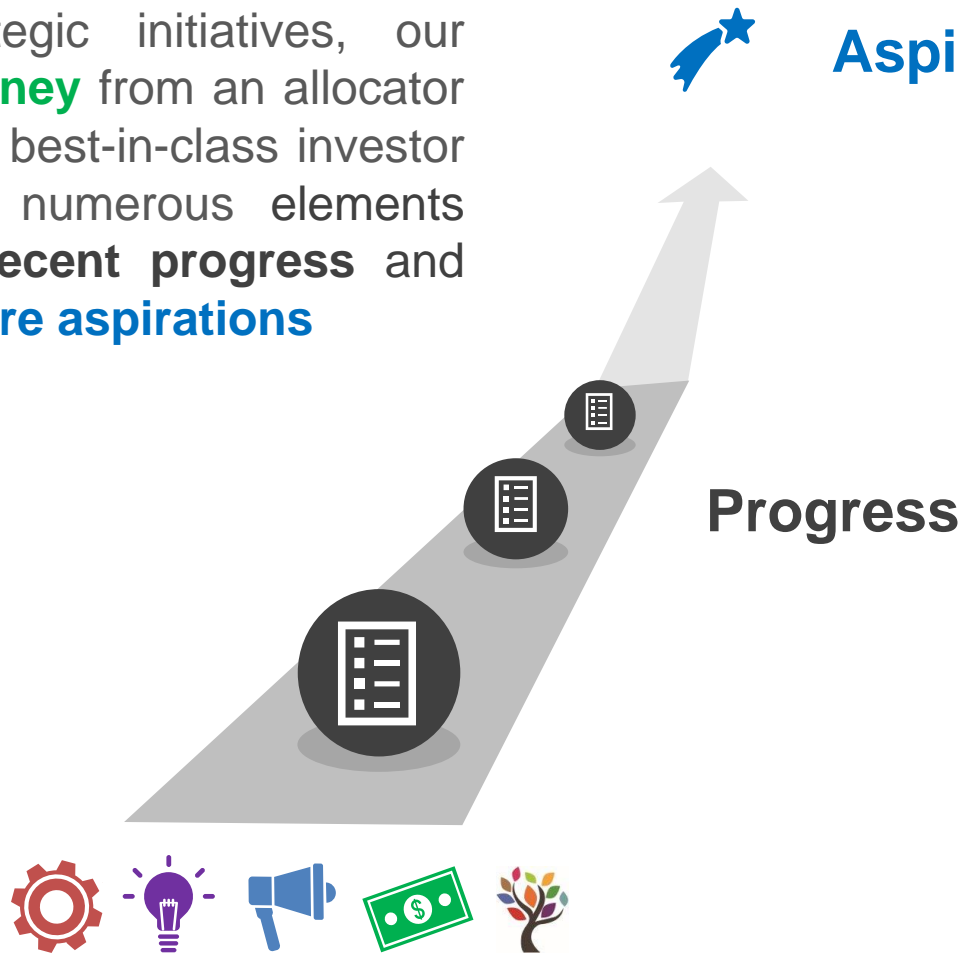 tegic initiatives, our
ney from an allocator
best-in-class investor
numerous elements
ecent progress and
re aspirations
Aspi
Progress
$